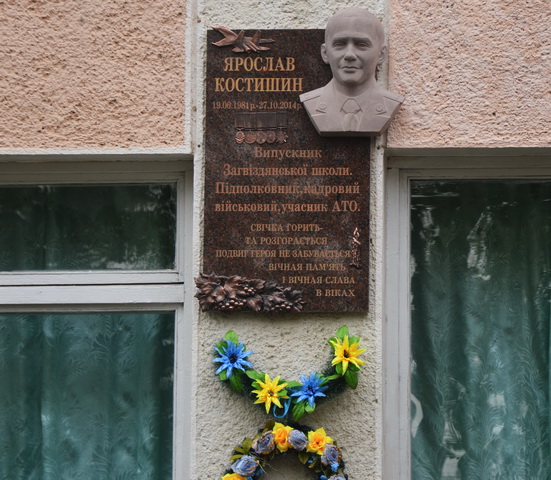 ЯРОСЛАВ
КОСТИШИН
19.06.1981р.-27.10.2014р.
Випускник
Загвіздянської школи.
Підполковник,кадровий
військовий,учасник АТО.
СВІЧКА ГОРИТЬ-
ТА РОЗГОРАЄТЬСЯ
ПОДВИГ ГЕРОЯ НЕ ЗАБУВАЄТЬСЯ
ВІЧНАЯ ПАМ'ЯТЬ
І ВІЧНАЯ СЛАВА
В ВІКАХ